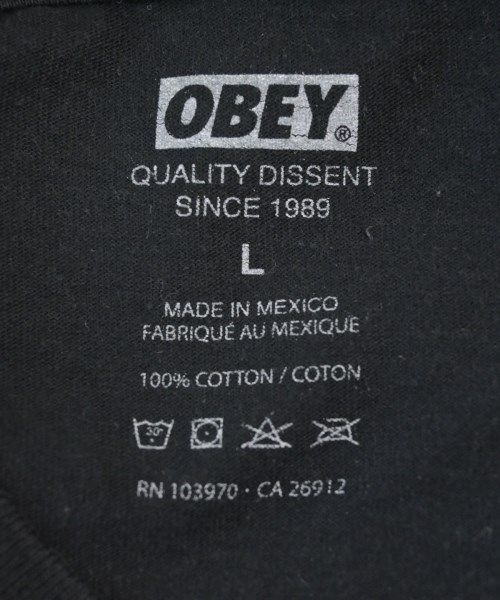 OBEY®
QUALITY DISSENT
SINCE 1989
L
MADE IN MEXICO
FABRIQUÉ AU MEXIQUE
100% COTTON / COTON
30°
RN 103970 · CA 26912